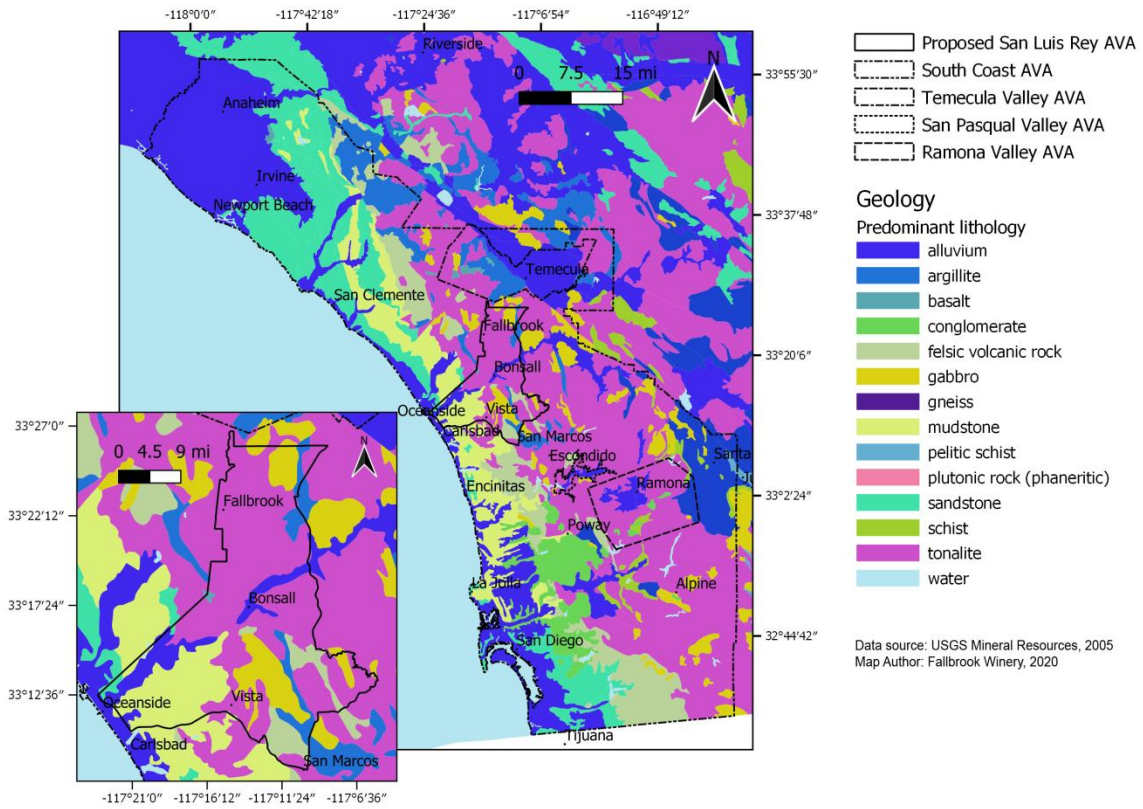 -118°0′0″ -117°42′18″ -117°24′36″ -117°6′54″ -116°49′12″
Riverside
N
0 7.5 15 mi
33°55′30″
Anaheim
Irvine
Newport Beach
33°37′48″
Temecula
San Clemente
Fallbrook
33°20′6″
Bonsall
Oceanside
Vista
Carlsbad
San Marcos
Escondido
Santa
Encinitas
Ramona
33°2′24″
Poway
La Jolla
Alpine
San Diego
32°44′42″
Tijuana
33°27′0″
0 4.5 9 mi
N
Fallbrook
33°22′12″
Bonsall
33°17′24″
33°12′36″
Oceanside
Vista
Carlsbad
San Marcos
-117°21′0″ -117°16′12″ -117°11′24″ -117°6′36″
Proposed San Luis Rey AVA
South Coast AVA
Temecula Valley AVA
San Pasqual Valley AVA
Ramona Valley AVA
Geology
Predominant lithology
alluvium
argillite
basalt
conglomerate
felsic volcanic rock
gabbro
gneiss
mudstone
pelitic schist
plutonic rock (phaneritic)
sandstone
schist
tonalite
water
Data source: USGS Mineral Resources, 2005
Map Author: Fallbrook Winery, 2020